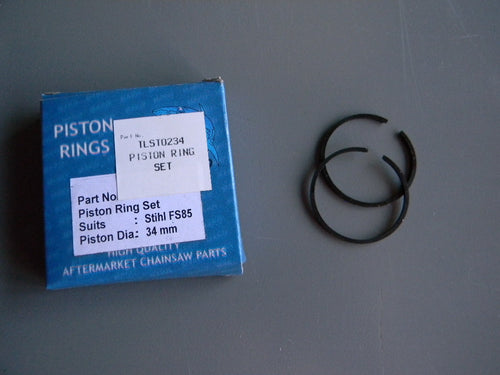 PISTON
RINGS
Part No.
TLST0234
PISTON RING
SET
Part No
Piston Ring Set
Suits : Stihl FS85
Piston Dia: 34 mm
HIGH QUALITY
AFTERMARKET CHAINSAW PARTS